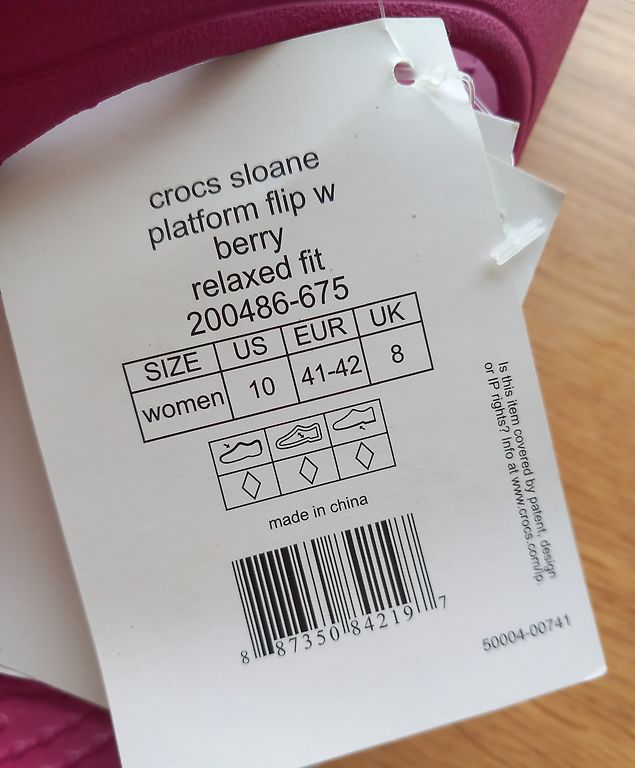 crocs sloane
platform flip w
berry
relaxed fit
200486-675
SIZE US EUR UK
women 10 41-42 8
made in china
8 87350 84219 7
Is this item covered by patent, design
or IP rights? Info at www.crocs.com/ip.
50004-00741